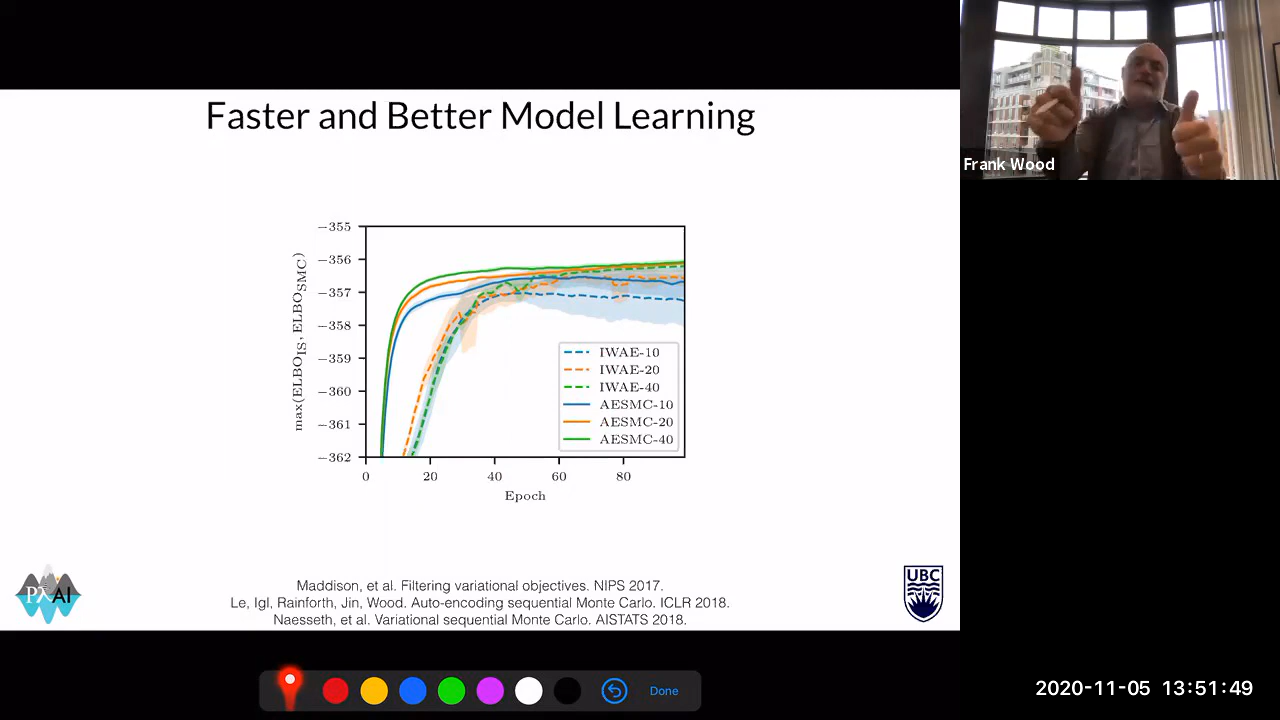 Faster and Better Model Learning
Frank Wood
−355
−356
−357
−358
−359
−360
−361
−362
max(ELBO_IS, ELBO_SMC)
0 20 40 60 80
Epoch
IWAE-10
IWAE-20
IWAE-40
AESMC-10
AESMC-20
AESMC-40
Maddison, et al. Filtering variational objectives. NIPS 2017.
Le, Igl, Rainforth, Jin, Wood. Auto-encoding sequential Monte Carlo. ICLR 2018.
Naesseth, et al. Variational sequential Monte Carlo. AISTATS 2018.
PλAI
UBC
Done
2020-11-05 13:51:49